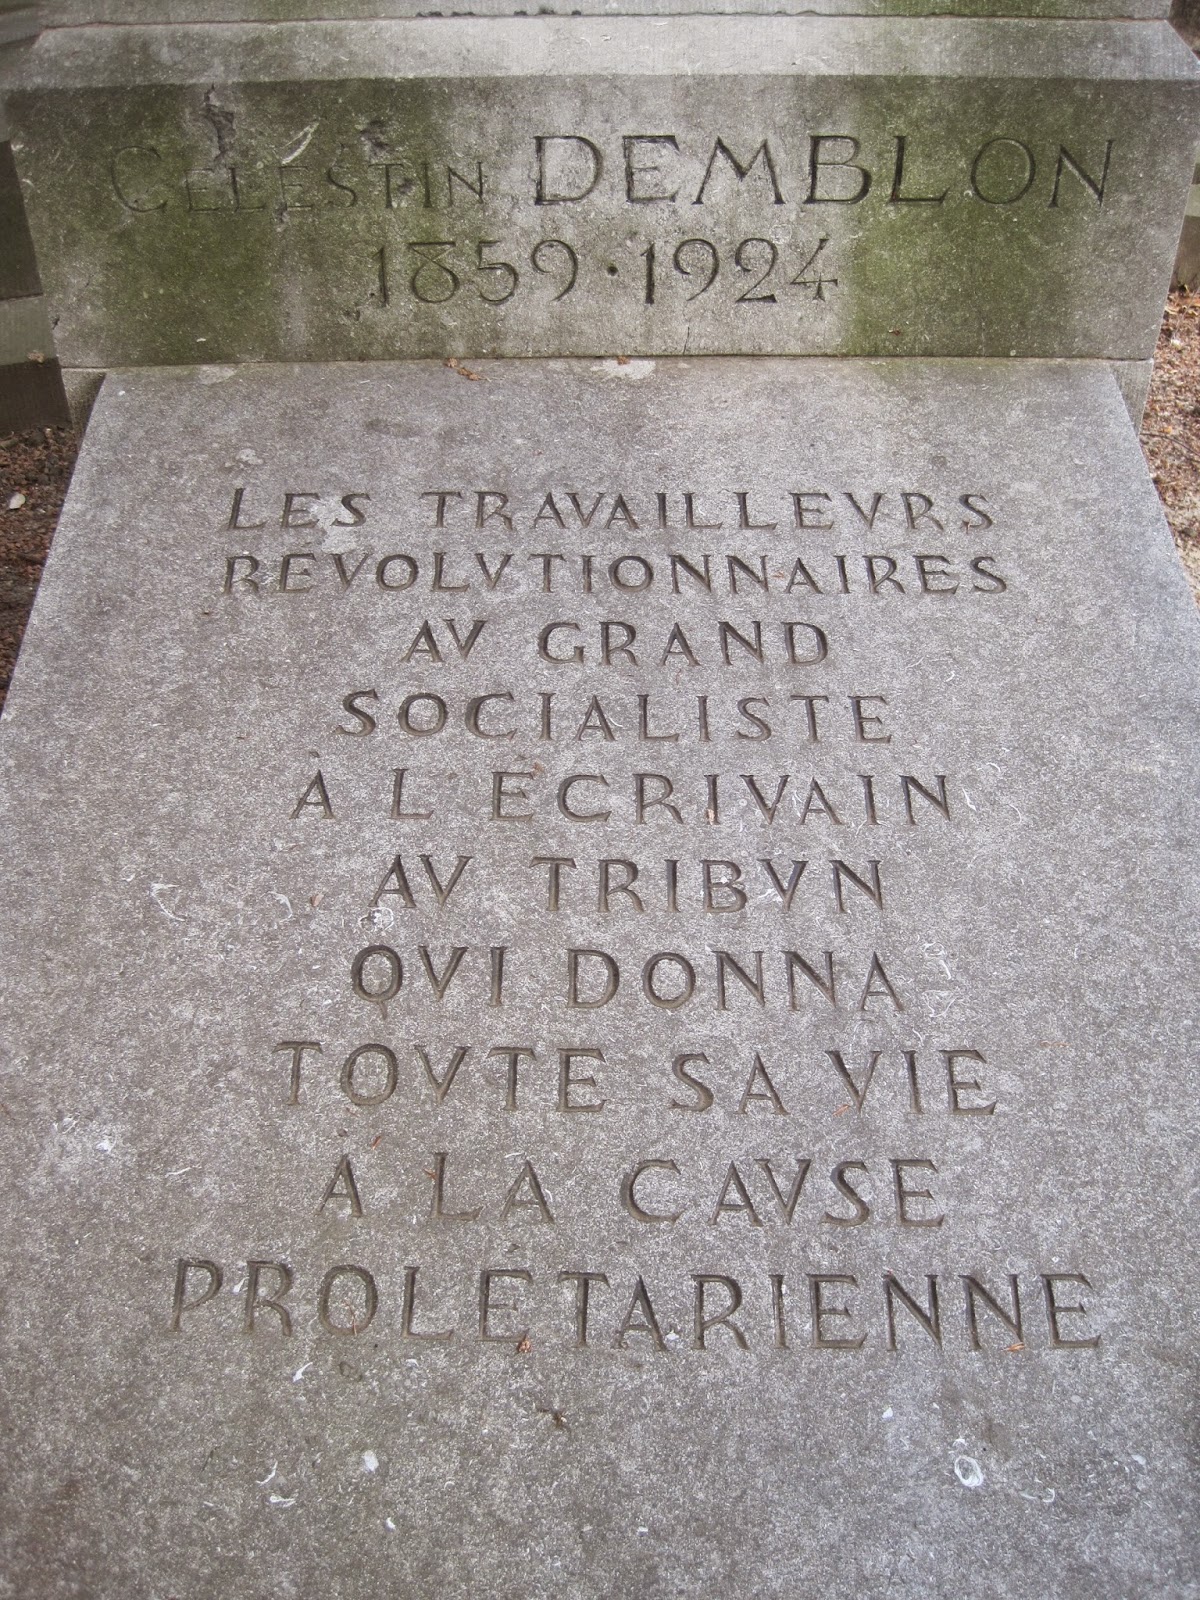 CELESTIN DEMBLON
1859·1924
LES TRAVAILLEVRS
REVOLVTIONNAIRES
AV GRAND
SOCIALISTE
À L ECRIVAIN
AV TRIBVN
QVI DONNA
TOVTE SA VIE
A LA CAVSE
PROLÉTARIENNE